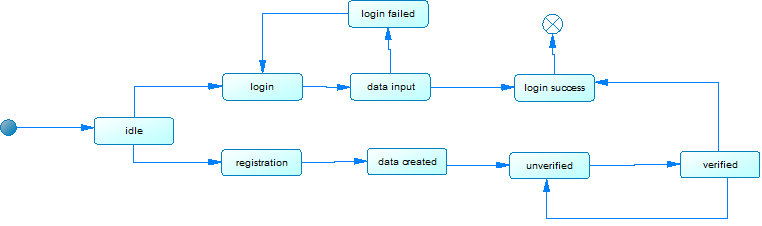 login failed
login
data input
login success
idle
registration
data created
unverified
verified